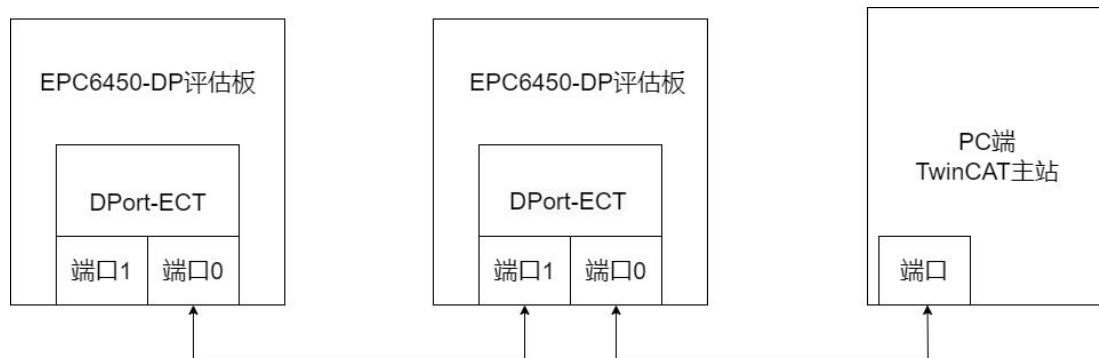 EPC6450-DP评估板
DPort-ECT
端口1
端口0
EPC6450-DP评估板
DPort-ECT
端口1
端口0
PC端
TwinCAT主站
端口